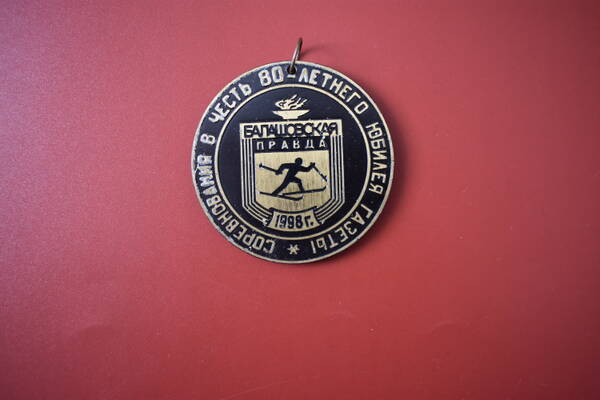 СОРЕВНОВАНИЯ В ЧЕСТЬ 80-ЛЕТНЕГО ЮБИЛЕЯ ГАЗЕТЫ *
БАЛАШОВСКАЯ
ПРАВДА
1998 г.